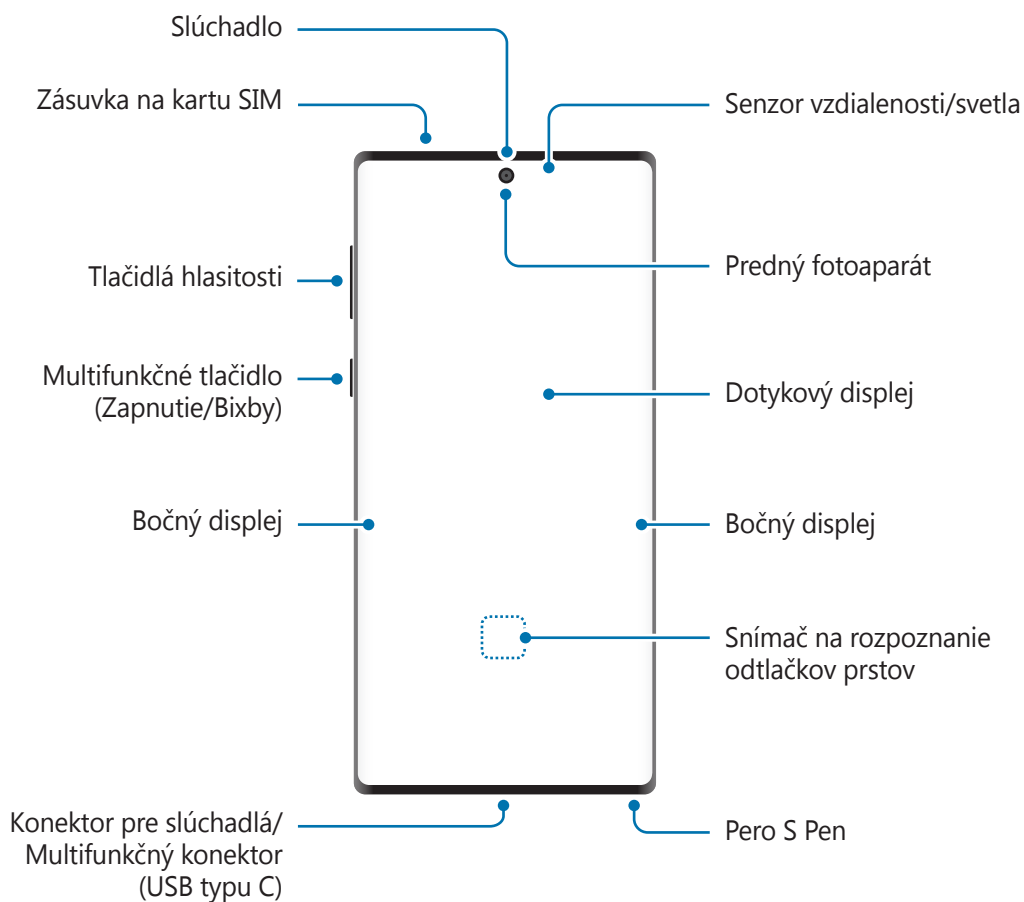 Slúchadlo
Zásuvka na kartu SIM
Senzor vzdialenosti/svetla
Tlačidlá hlasitosti
Predný fotoaparát
Multifunkčné tlačidlo
(Zapnutie/Bixby)
Dotykový displej
Bočný displej
Bočný displej
Snímač na rozpoznanie
odtlačkov prstov
Konektor pre slúchadlá/
Multifunkčný konektor
(USB typu C)
Pero S Pen